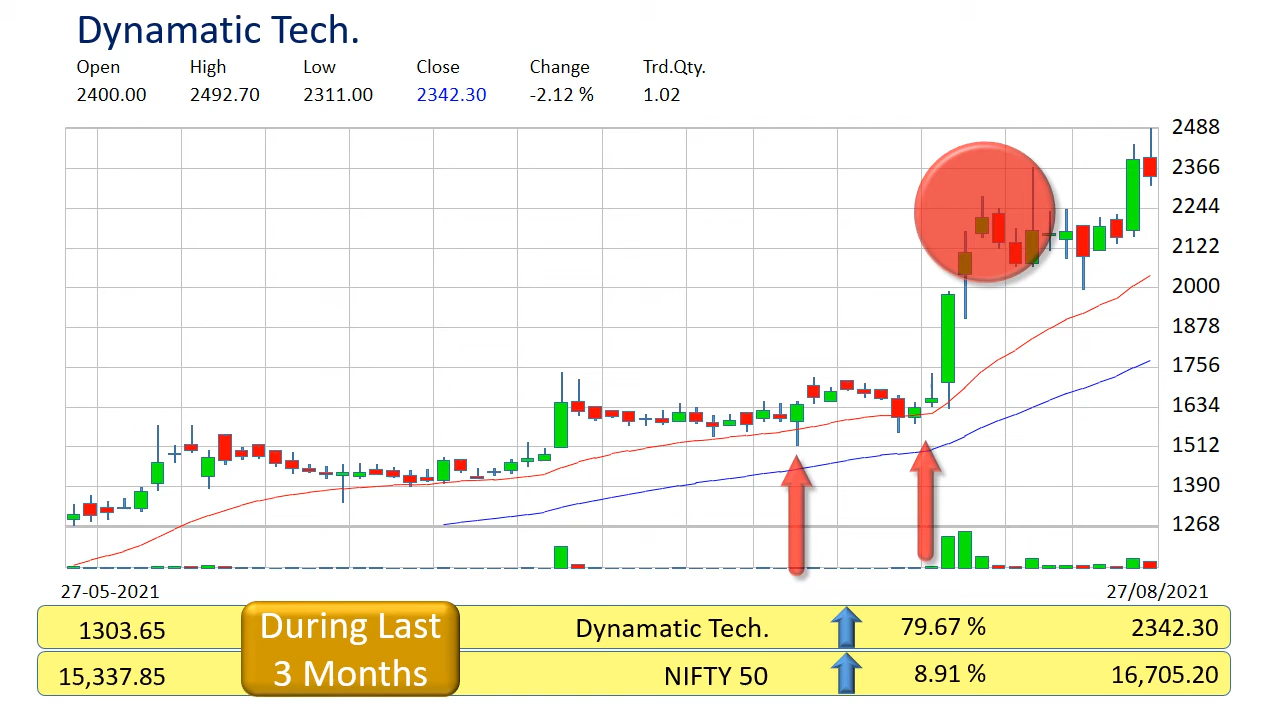 Dynamatic Tech.
Open High Low Close Change Trd.Qty.
2400.00 2492.70 2311.00 2342.30 -2.12 % 1.02
2488
2366
2244
2122
2000
1878
1756
1634
1512
1390
1268
27-05-2021 27/08/2021
1303.65 During Last Dynamatic Tech. 79.67 % 2342.30
15,337.85 3 Months NIFTY 50 8.91 % 16,705.20